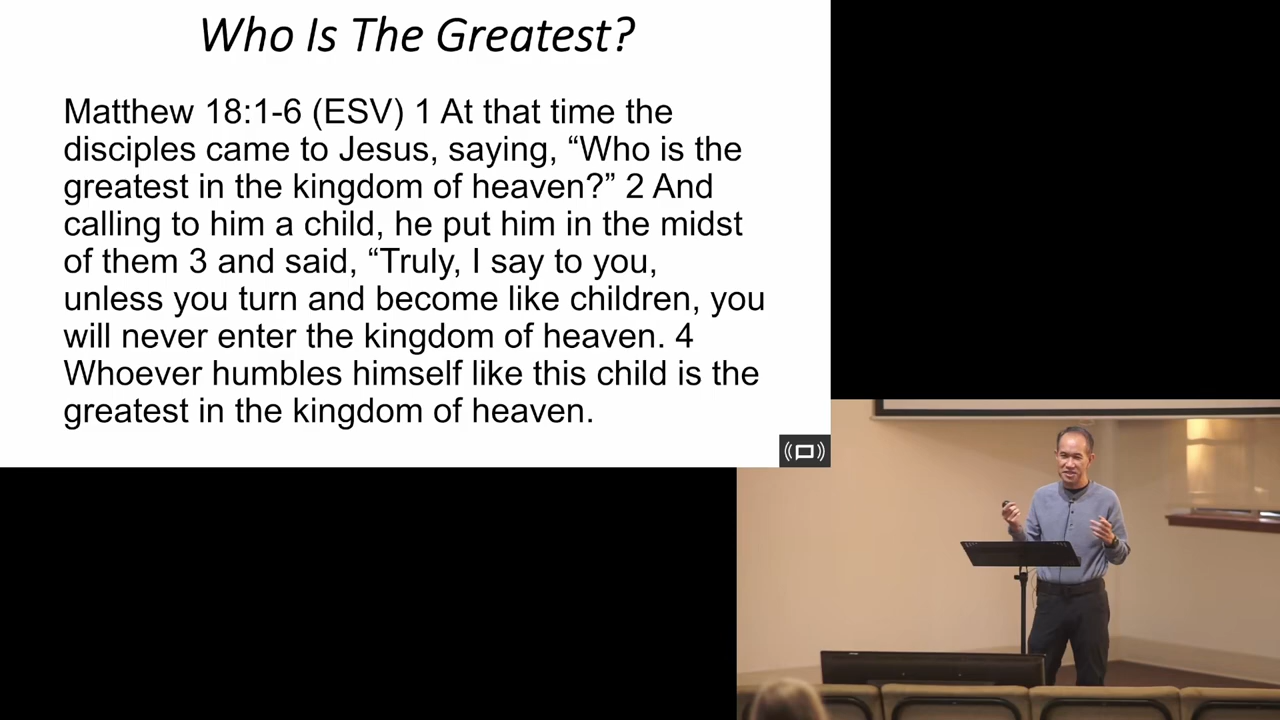 Who Is The Greatest?
Matthew 18:1-6 (ESV) 1 At that time the
disciples came to Jesus, saying, “Who is the
greatest in the kingdom of heaven?” 2 And
calling to him a child, he put him in the midst
of them 3 and said, “Truly, I say to you,
unless you turn and become like children, you
will never enter the kingdom of heaven. 4
Whoever humbles himself like this child is the
greatest in the kingdom of heaven.